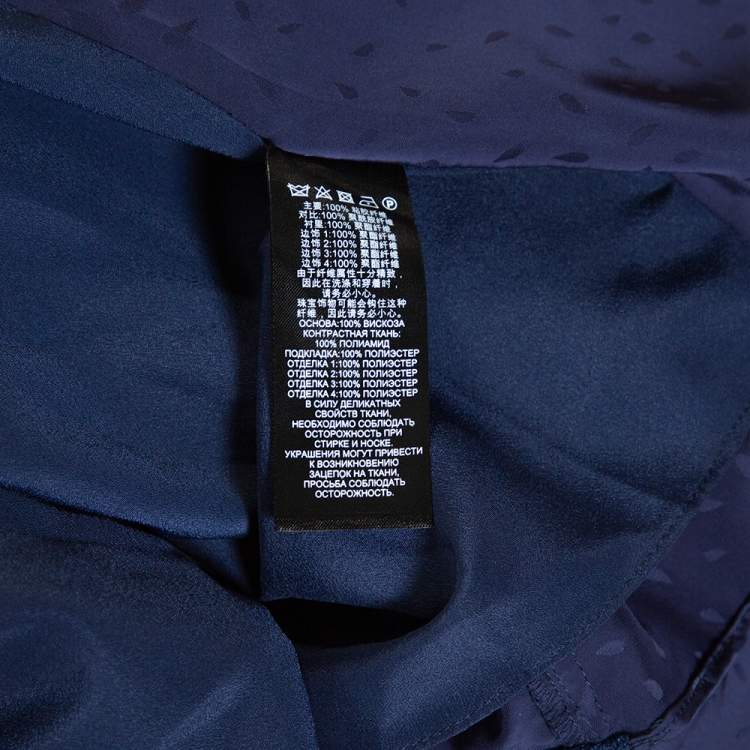 P
主要:100% 粘胶纤维
对比:100% 聚酰胺纤维
衬里:100% 聚酯纤维
边饰 1:100% 聚酯纤维
边饰 2:100% 聚酯纤维
边饰 3:100% 聚酯纤维
边饰 4:100% 聚酯纤维
由于纤维属性十分精致，
因此在洗涤和穿着时，
请务必小心。
珠宝饰物可能会钩住这种
纤维，因此请务必小心。
ОСНОВА:100% ВИСКОЗА
КОНТРАСТНАЯ ТКАНЬ:
100% ПОЛИАМИД
ПОДКЛАДКА:100% ПОЛИЭСТЕР
ОТДЕЛКА 1:100% ПОЛИЭСТЕР
ОТДЕЛКА 2:100% ПОЛИЭСТЕР
ОТДЕЛКА 3:100% ПОЛИЭСТЕР
ОТДЕЛКА 4:100% ПОЛИЭСТЕР
В СИЛУ ДЕЛИКАТНЫХ
СВОЙСТВ ТКАНИ,
НЕОБХОДИМО СОБЛЮДАТЬ
ОСТОРОЖНОСТЬ ПРИ
СТИРКЕ И НОСКЕ.
УКРАШЕНИЯ МОГУТ ПРИВЕСТИ
К ВОЗНИКНОВЕНИЮ
ЗАЦЕПОК НА ТКАНИ,
ПРОСЬБА СОБЛЮДАТЬ
ОСТОРОЖНОСТЬ.